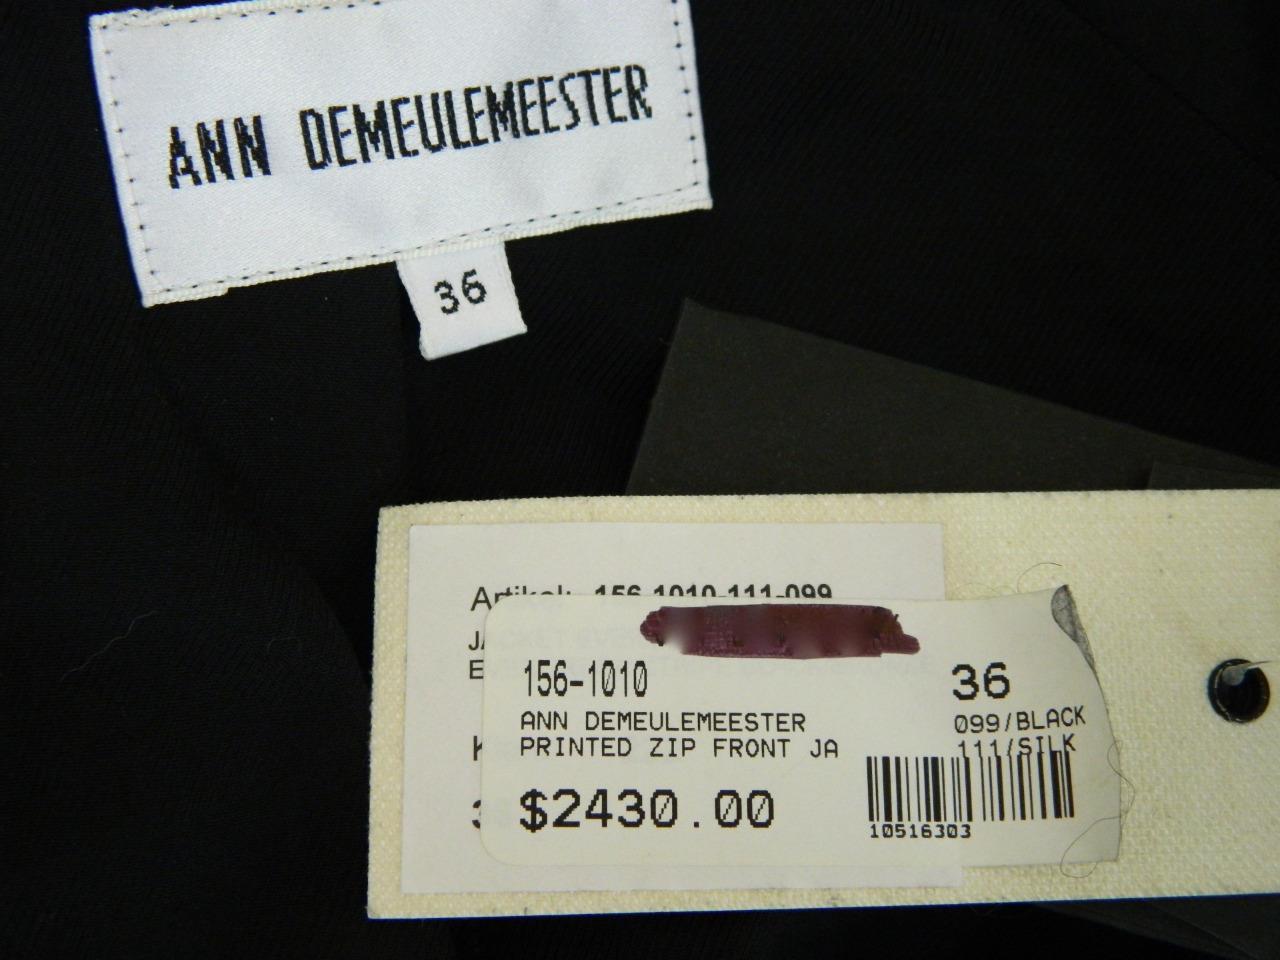 ANN DEMEULEMEESTER
36
Artikel: 156-1010-111-099
156-1010
36
ANN DEMEULEMEESTER
099/BLACK
PRINTED ZIP FRONT JA
111/SILK
$2430.00
10516303